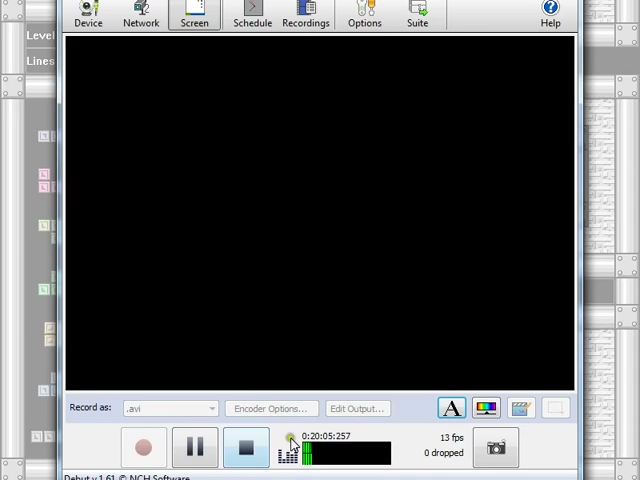 Device Network Screen Schedule Recordings Options Suite Help
Level
Lines
Record as: .avi Encoder Options... Edit Output...
A
0:20:05:257
13 fps
0 dropped
Debut v 1.61 © NCH Software